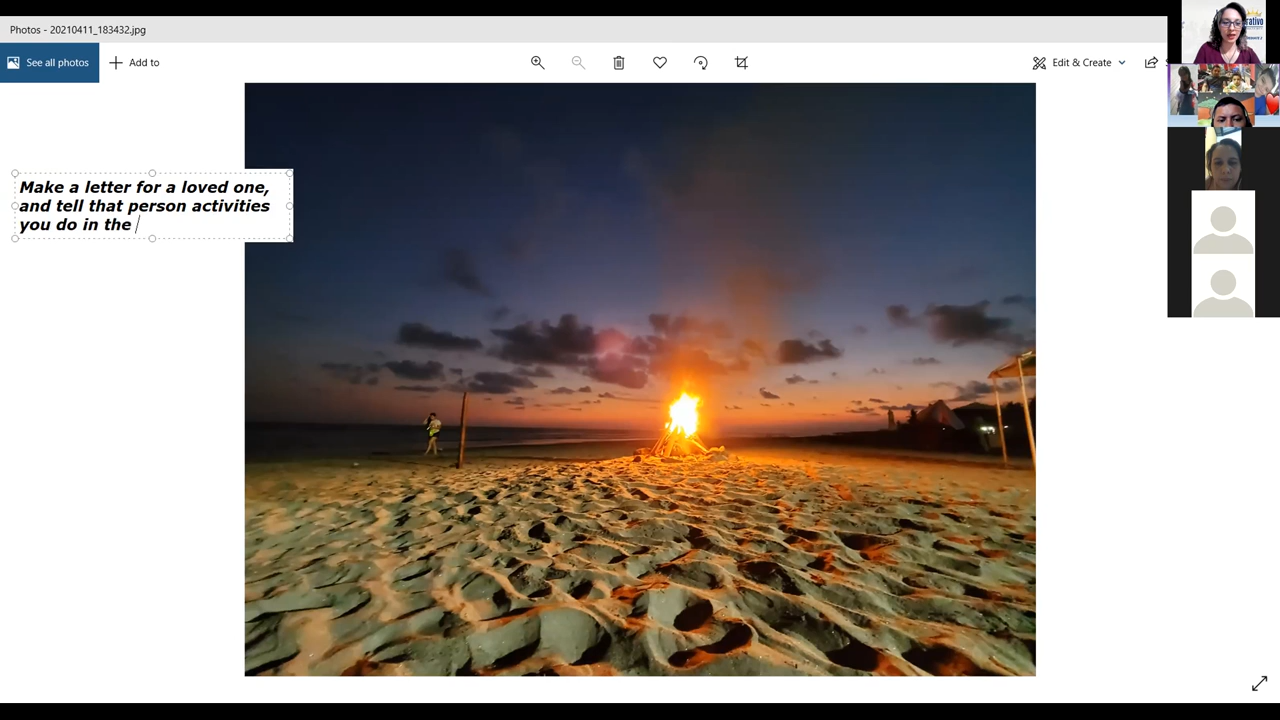 Photos - 20210411_183432.jpg
See all photos
Add to
Edit & Create
Make a letter for a loved one,
and tell that person activities
you do in the